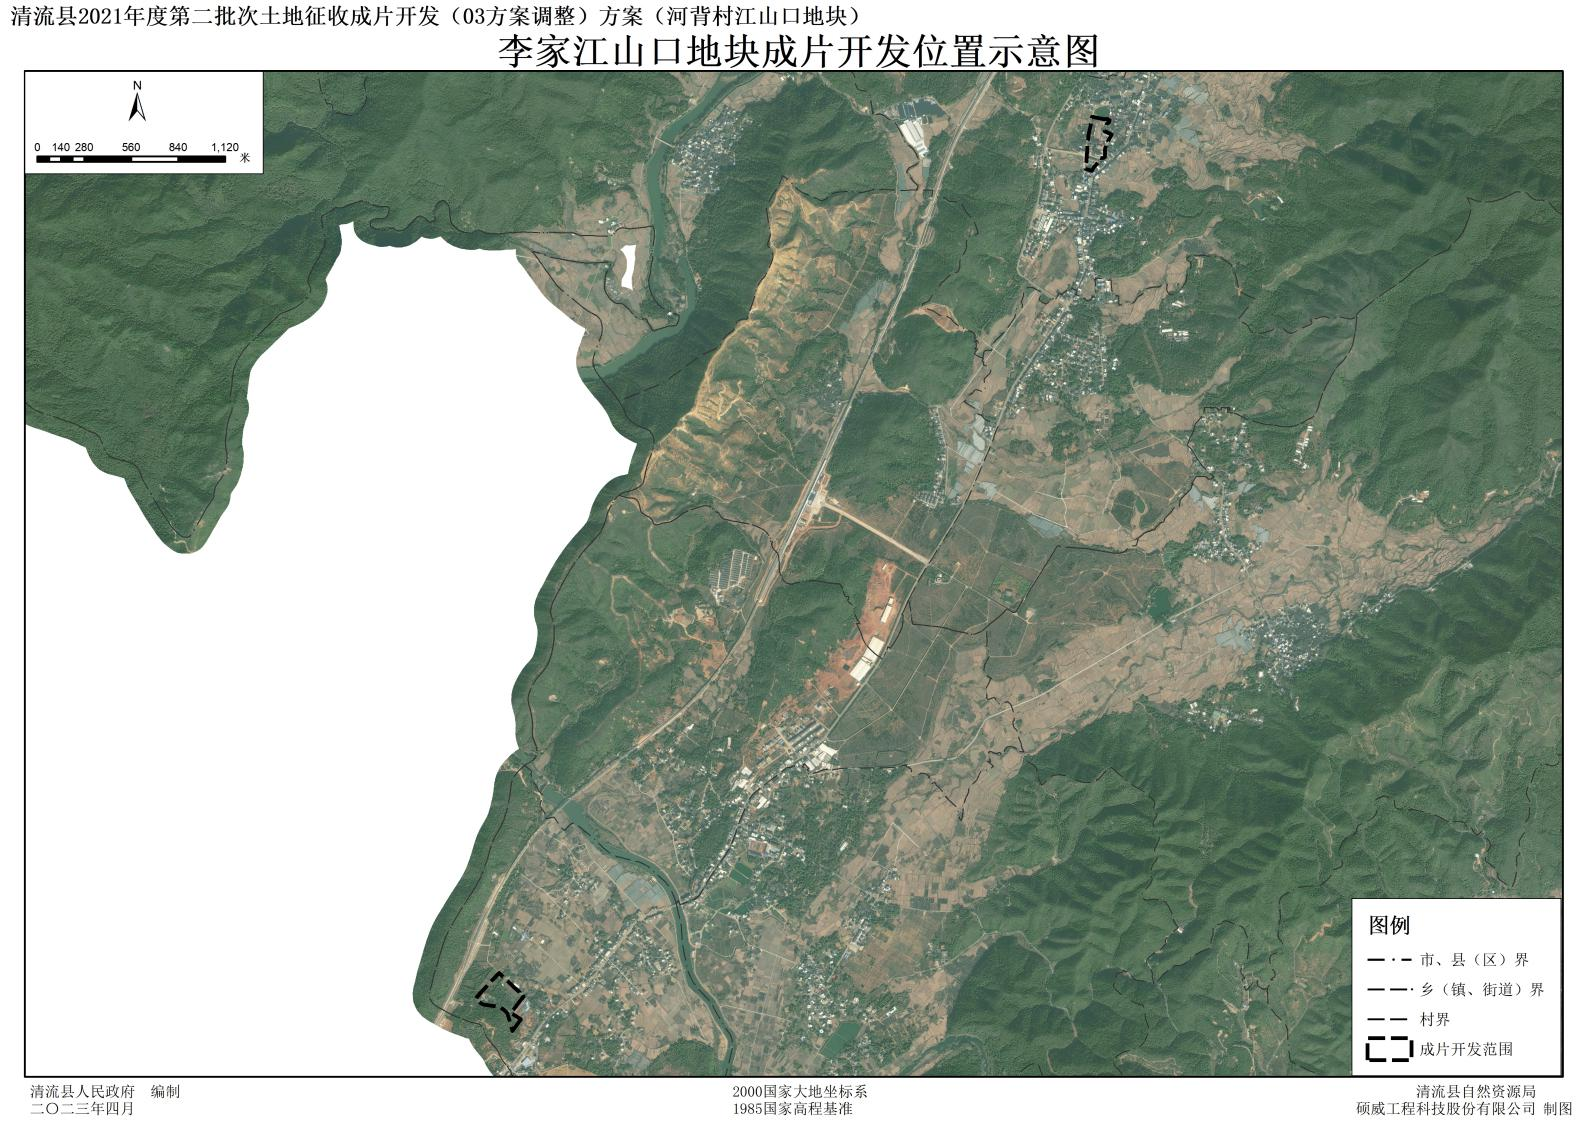 清流县2021年度第二批次土地征收成片开发（03方案调整）方案（河背村江山口地块）
李家江山口地块成片开发位置示意图
N
0 140 280 560 840 1,120
米
图例
市、县（区）界
乡（镇、街道）界
村界
成片开发范围
清流县人民政府 编制
二〇二三年四月
2000国家大地坐标系
1985国家高程基准
清流县自然资源局
硕威工程科技股份有限公司 制图